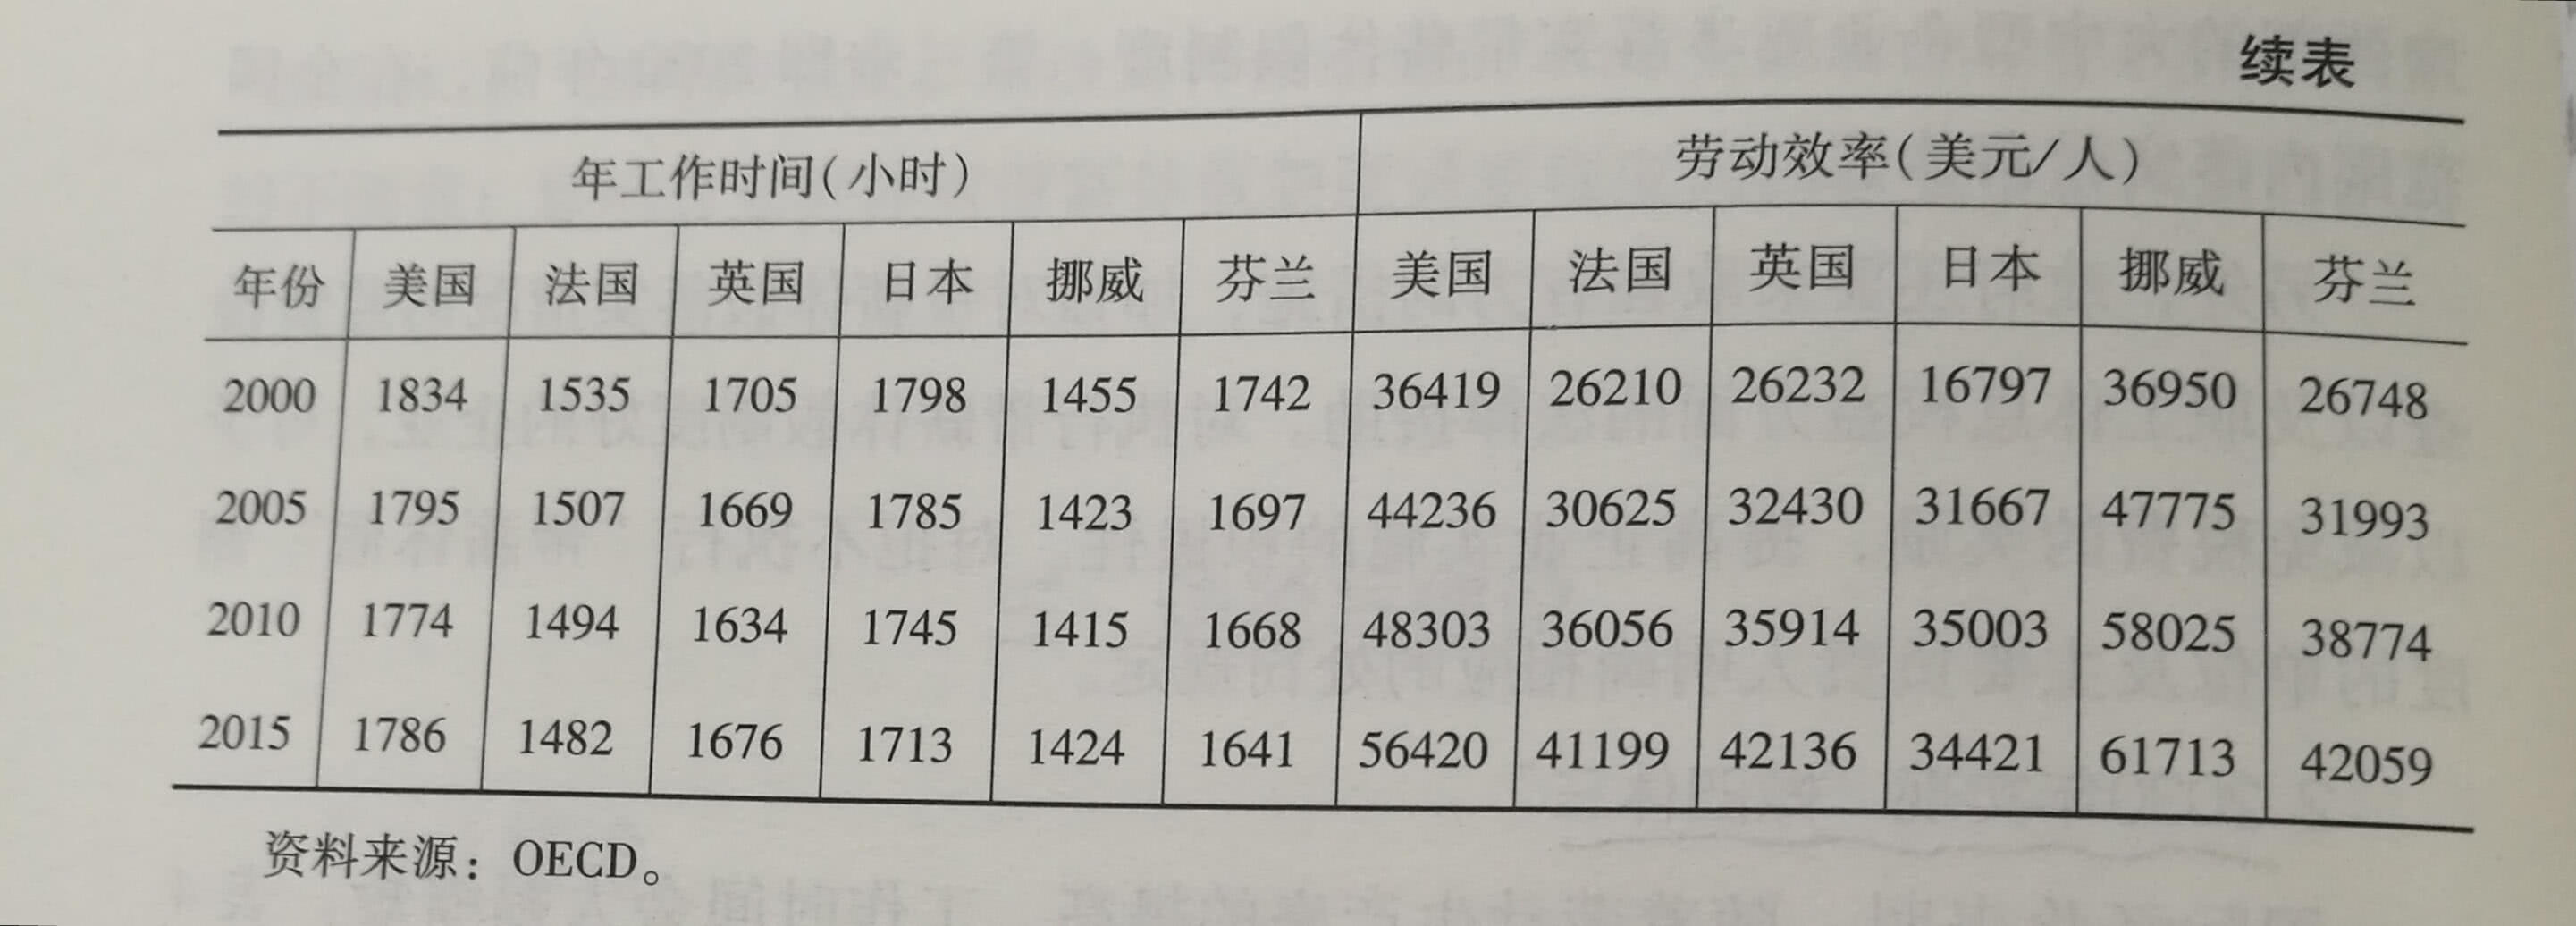 续表
年工作时间(小时) 劳动效率(美元/人)
年份 美国 法国 英国 日本 挪威 芬兰 美国 法国 英国 日本 挪威 芬兰
2000 1834 1535 1705 1798 1455 1742 36419 26210 26232 16797 36950 26748
2005 1795 1507 1669 1785 1423 1697 44236 30625 32430 31667 47775 31993
2010 1774 1494 1634 1745 1415 1668 48303 36056 35914 35003 58025 38774
2015 1786 1482 1676 1713 1424 1641 56420 41199 42136 34421 61713 42059
资料来源：OECD。